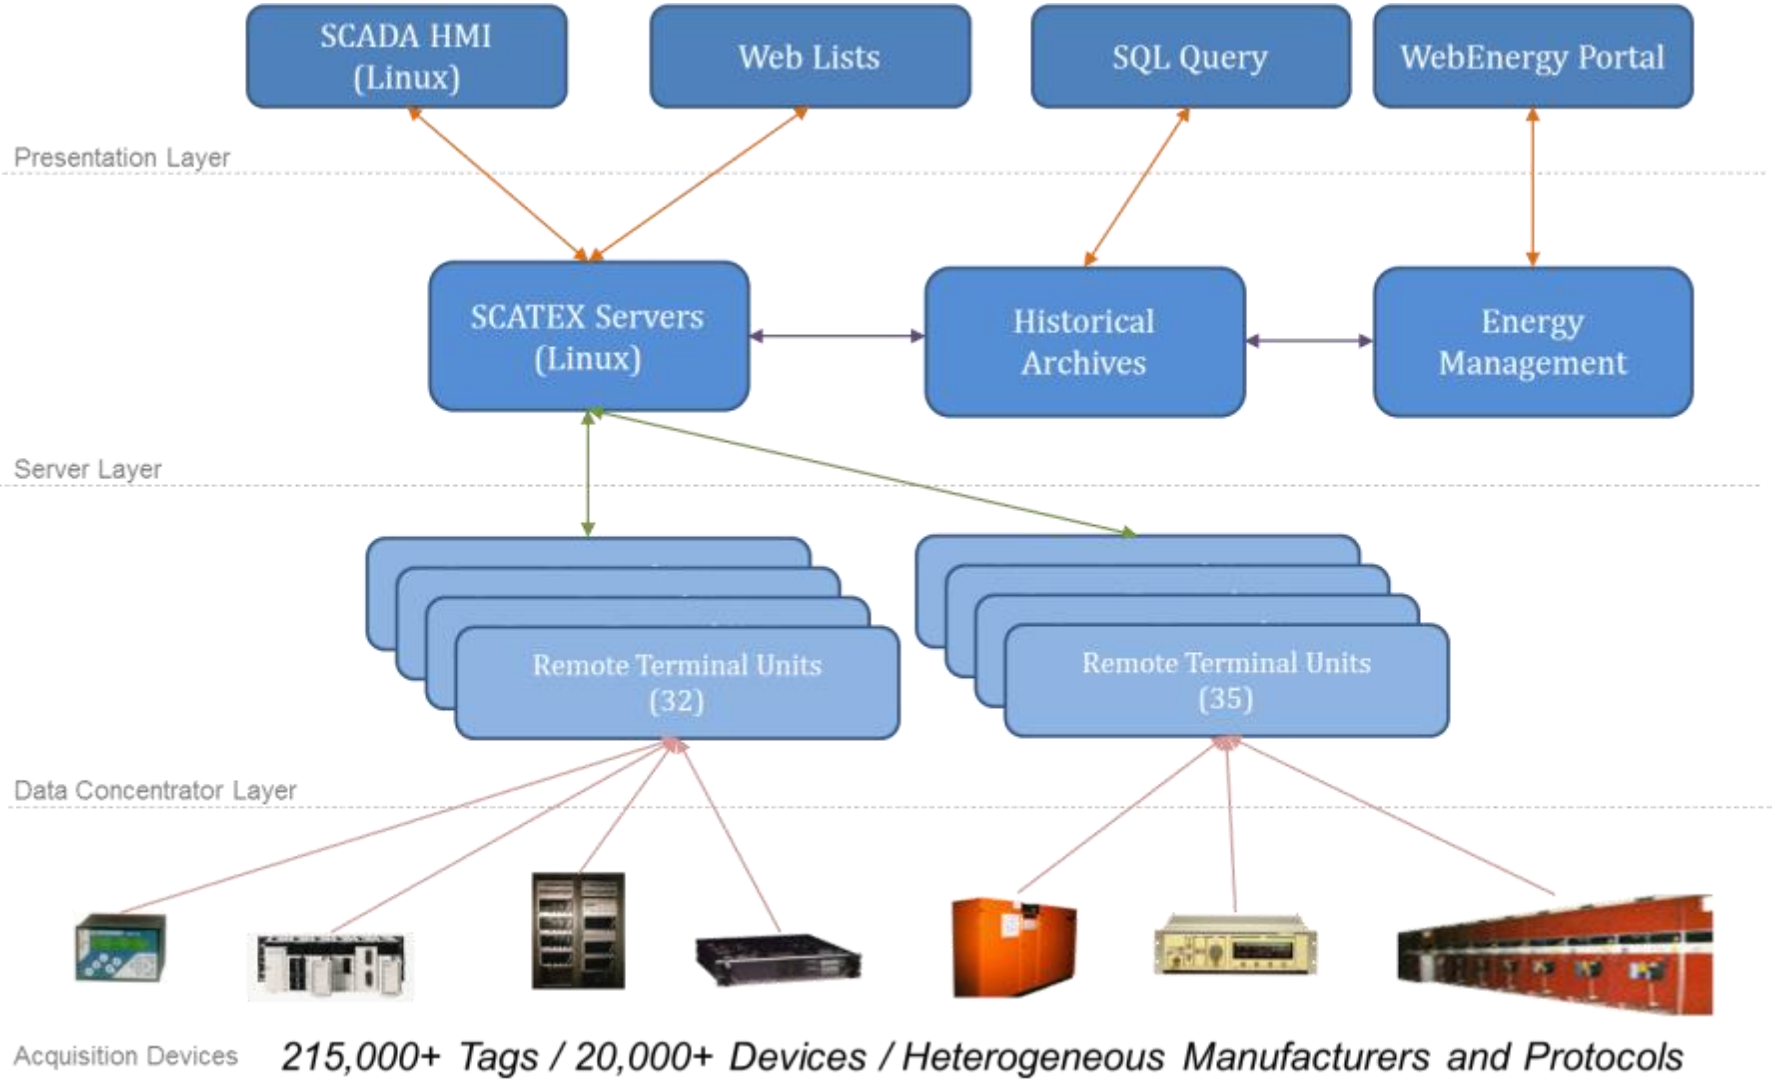 SCADA HMI
(Linux)
Web Lists
SQL Query
WebEnergy Portal
Presentation Layer
SCATEX Servers
(Linux)
Historical
Archives
Energy
Management
Server Layer
Remote Terminal Units
(32)
Remote Terminal Units
(35)
Data Concentrator Layer
Acquisition Devices
215,000+ Tags / 20,000+ Devices / Heterogeneous Manufacturers and Protocols